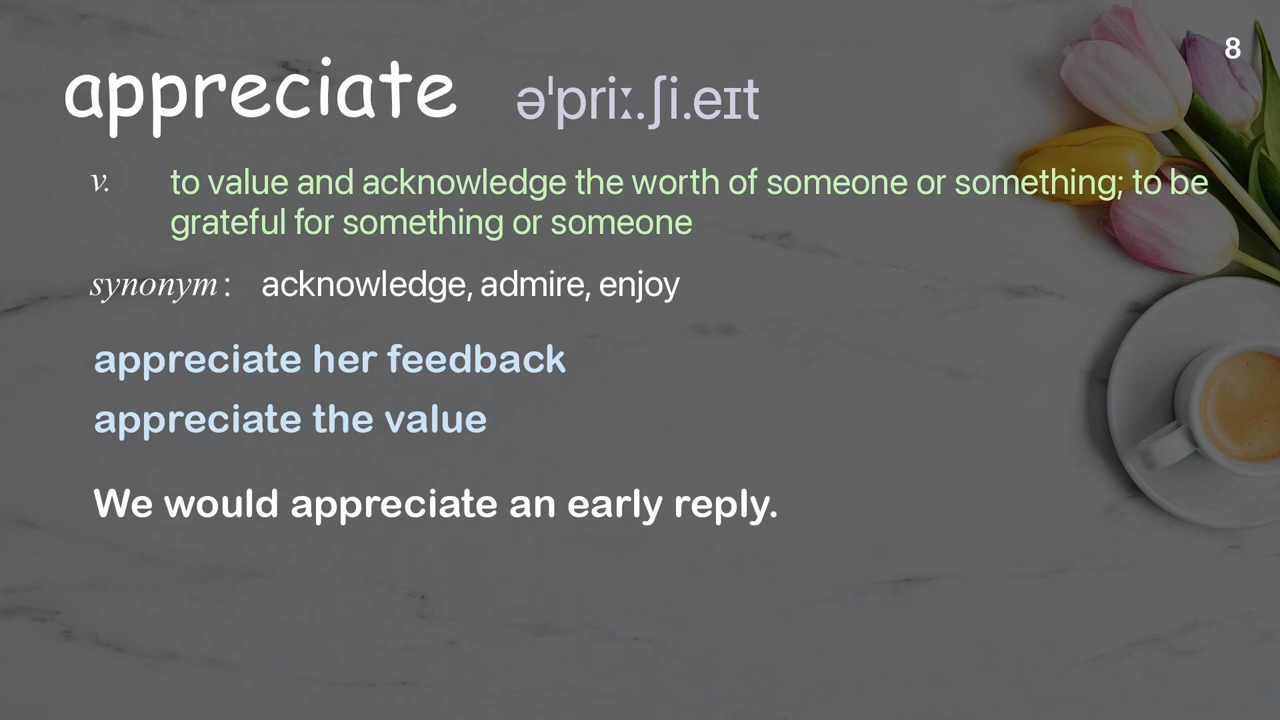 8
appreciate əˈpriː.ʃi.eɪt
v. to value and acknowledge the worth of someone or something; to be
grateful for something or someone
synonym: acknowledge, admire, enjoy
appreciate her feedback
appreciate the value
We would appreciate an early reply.